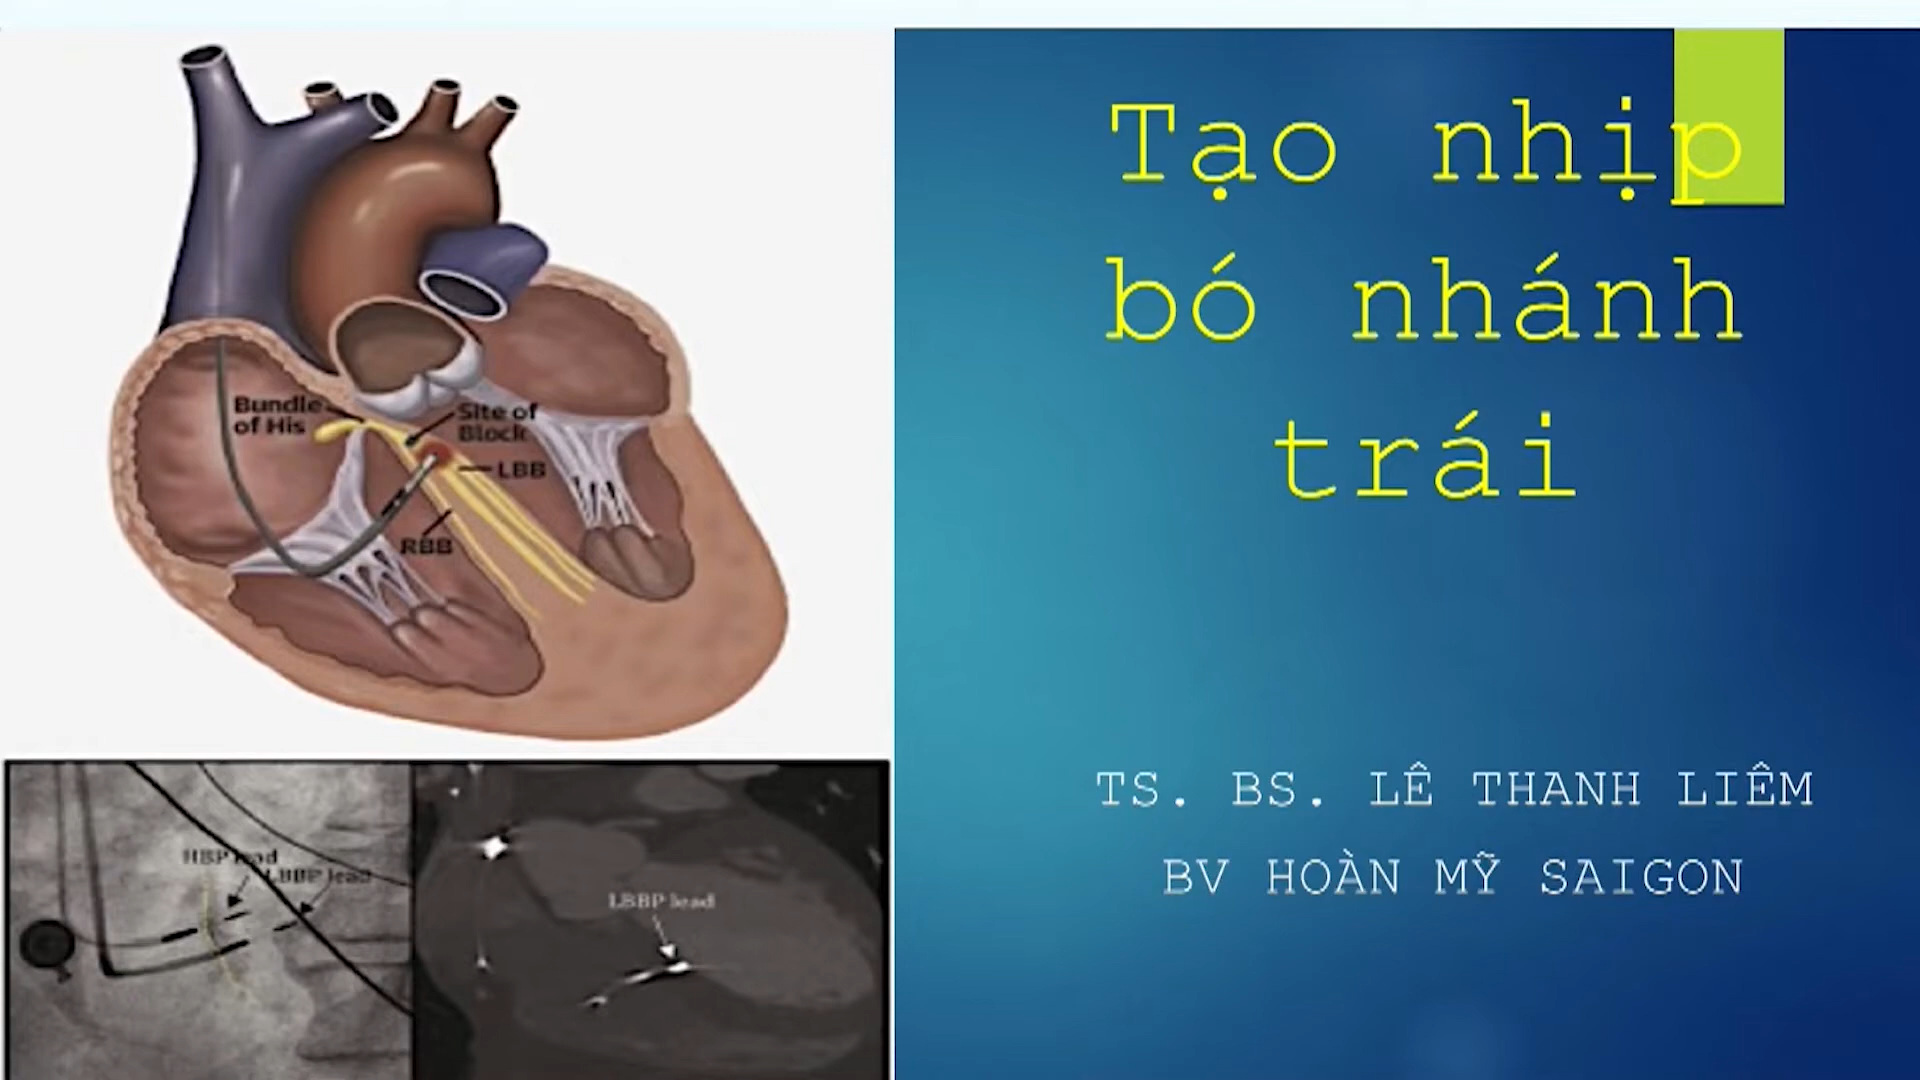 Bundle
of His
Site of
Block
LBB
RBB
HBP lead
LBBP lead
LBBP lead
Tạo nhịp
bó nhánh
trái
TS. BS. LÊ THANH LIÊM
BV HOÀN MỸ SAIGON